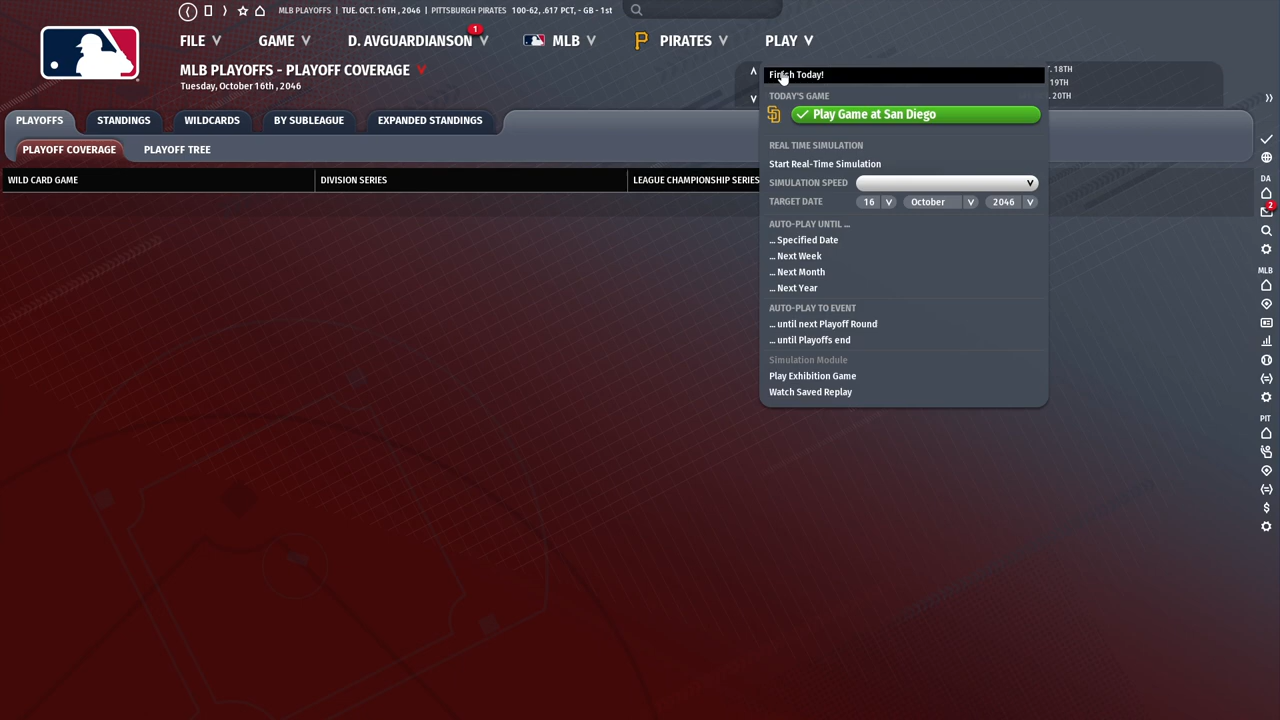 MLB PLAYOFFS | TUE. OCT. 16TH , 2046 | PITTSBURGH PIRATES 100-62, .617 PCT, - GB - 1st
FILE
GAME
D. AVGUARDIANSON
1
MLB
PIRATES
PLAY
MLB PLAYOFFS - PLAYOFF COVERAGE
Tuesday, October 16th , 2046
. 18TH
19TH
. 20TH
PLAYOFFS
STANDINGS
WILDCARDS
BY SUBLEAGUE
EXPANDED STANDINGS
PLAYOFF COVERAGE
PLAYOFF TREE
WILD CARD GAME
DIVISION SERIES
LEAGUE CHAMPIONSHIP SERIES
Finish Today!
TODAY'S GAME
Play Game at San Diego
REAL TIME SIMULATION
Start Real-Time Simulation
SIMULATION SPEED
TARGET DATE 16 October 2046
AUTO-PLAY UNTIL ...
... Specified Date
... Next Week
... Next Month
... Next Year
AUTO-PLAY TO EVENT
... until next Playoff Round
... until Playoffs end
Simulation Module
Play Exhibition Game
Watch Saved Replay
DA
2
MLB
PIT